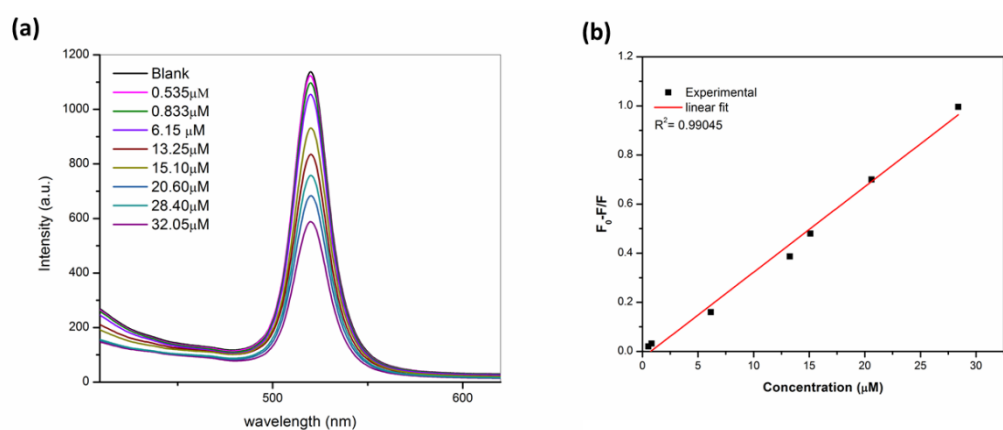 (a)
1200
1000
800
600
400
200
0
Intensity (a.u.)
Blank
0.535μM
0.833μM
6.15 μM
13.25μM
15.10μM
20.60μM
28.40μM
32.05μM
500
600
wavelength (nm)
(b)
1.2
1.0
0.8
0.6
0.4
0.2
0.0
F₀-F/F
Experimental
linear fit
R²= 0.99045
0 5 10 15 20 25 30
Concentration (μM)